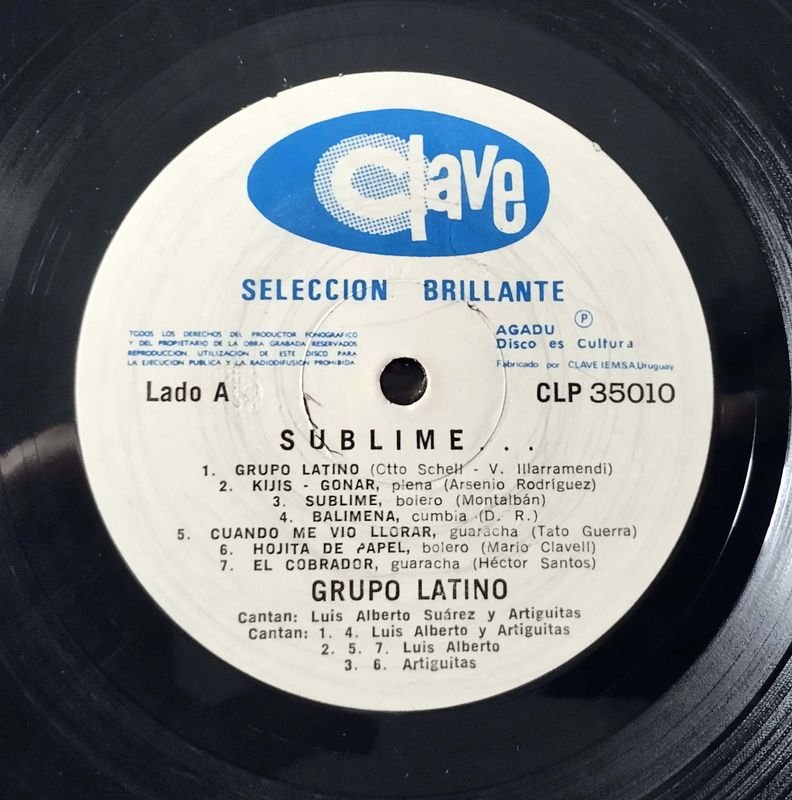 Clave
SELECCION BRILLANTE
TODOS LOS DERECHOS DEL PRODUCTOR FONOGRAFICO
Y DEL PROPIETARIO DE LA OBRA GRABADA RESERVADOS
REPRODUCCION, UTILIZACION DE ESTE DISCO PARA
LA EJECUCION PUBLICA Y LA RADIODIFUSION PROHIBIDA
AGADU Ⓟ
Disco es Cultura
Fabricado por CLAVE I.E.M.S.A. Uruguay
Lado A
CLP 35010
SUBLIME...
1. GRUPO LATINO (Otto Schell - V. Illarramendi)
2. KIJIS - GONAR, plena (Arsenio Rodríguez)
3. SUBLIME, bolero (Montalbán)
4. BALIMENA, cumbia (D. R.)
5. CUANDO ME VIO LLORAR, guaracha (Tato Guerra)
6. HOJITA DE PAPEL, bolero (Mario Clavell)
7. EL COBRADOR, guaracha (Héctor Santos)
GRUPO LATINO
Cantan: Luis Alberto Suárez y Artiguitas
Cantan: 1. 4. Luis Alberto y Artiguitas
2. 5. 7. Luis Alberto
3. 6. Artiguitas